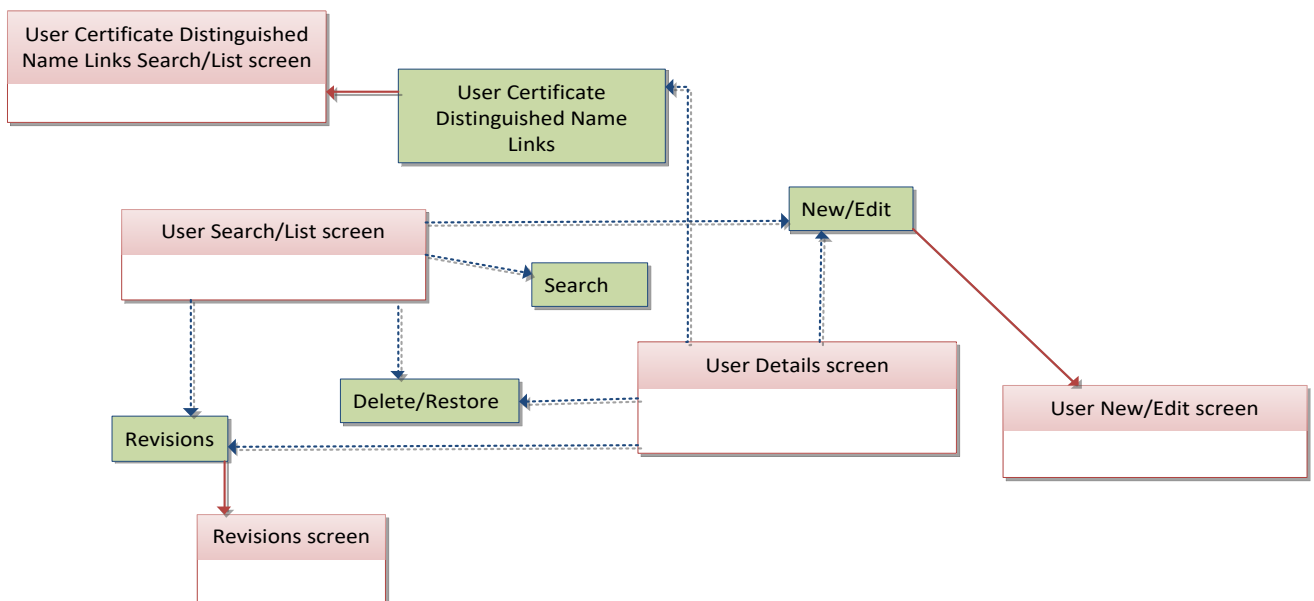 User Certificate Distinguished
Name Links Search/List screen
User Certificate
Distinguished Name
Links
New/Edit
User Search/List screen
Search
User Details screen
Delete/Restore
User New/Edit screen
Revisions
Revisions screen